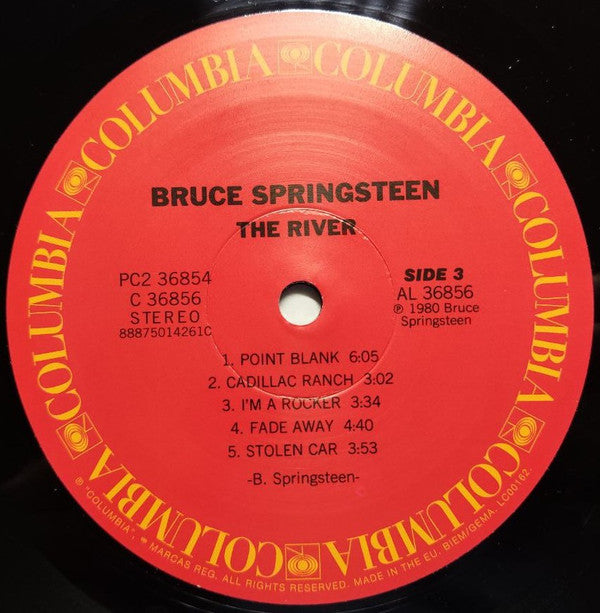 COLUMBIA COLUMBIA COLUMBIA COLUMBIA COLUMBIA COLUMBIA COLUMBIA
BRUCE SPRINGSTEEN
THE RIVER
PC2 36854
C 36856
STEREO
88875014261C
SIDE 3
AL 36856
℗ 1980 Bruce
Springsteen
1. POINT BLANK 6:05
2. CADILLAC RANCH 3:02
3. I'M A ROCKER 3:34
4. FADE AWAY 4:40
5. STOLEN CAR 3:53
-B. Springsteen-
® "COLUMBIA", ® MARCAS REG. ALL RIGHTS RESERVED. MADE IN THE EU. BIEM/GEMA. LC00162.